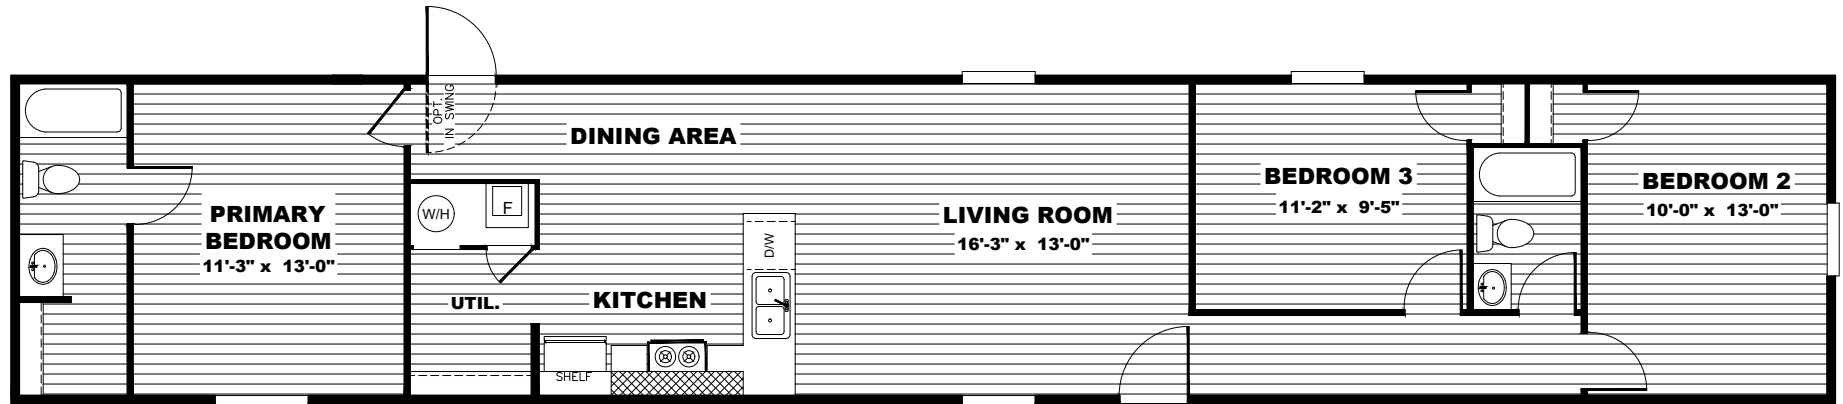 OPT.
IN SWING
DINING AREA
PRIMARY
BEDROOM
11'-3" x 13'-0"
W/H
F
UTIL.
KITCHEN
SHELF
D/W
LIVING ROOM
16'-3" x 13'-0"
BEDROOM 3
11'-2" x 9'-5"
BEDROOM 2
10'-0" x 13'-0"